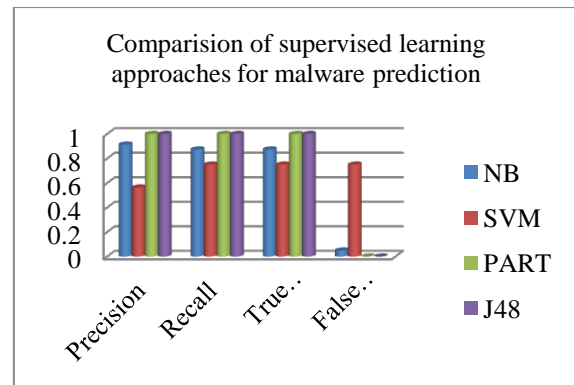 Comparision of supervised learning
approaches for malware prediction
1
0.8
0.6
0.4
0.2
0
Precision
Recall
True..
False..
NB
SVM
PART
J48